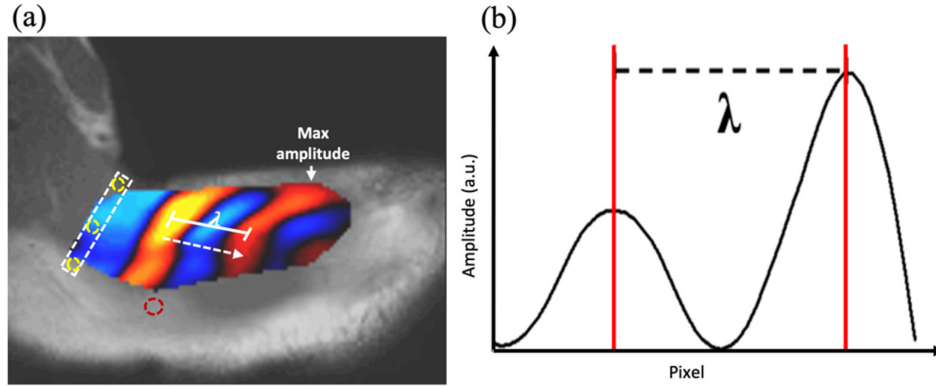 (a)
Max
amplitude
λ
(b)
Amplitude (a.u.)
λ
Pixel